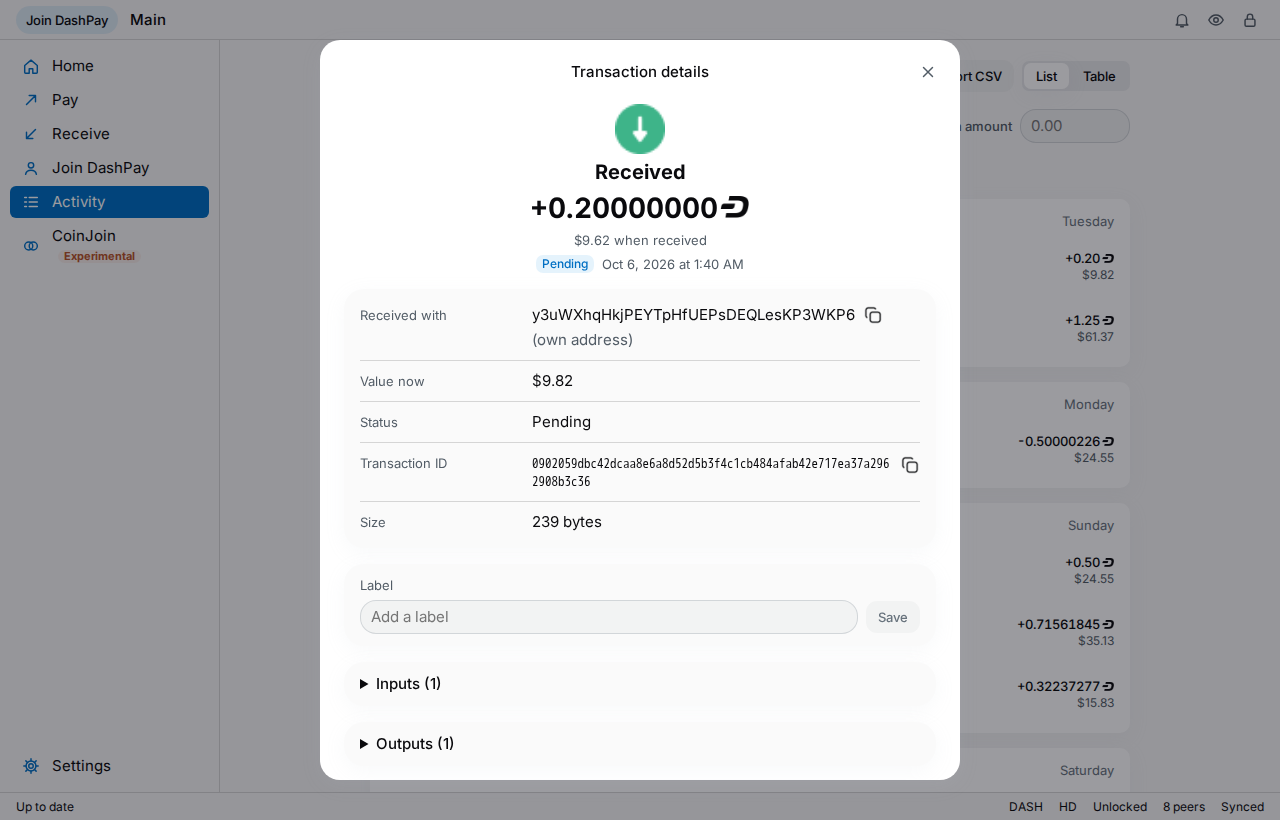 Join DashPay
Main
Home
Pay
Receive
Join DashPay
Activity
CoinJoin
Experimental
Settings
Transaction details
Received
+0.20000000
$9.62 when received
Pending Oct 6, 2026 at 1:40 AM
Received with
y3uWXhqHkjPEYTpHfUEPsDEQLesKP3WKP6
(own address)
Value now
$9.82
Status
Pending
Transaction ID
0902059dbc42dcaa8e6a8d52d5b3f4c1cb484afab42e717ea37a296
2908b3c36
Size
239 bytes
Label
Add a label
Save
Inputs (1)
Outputs (1)
CSV
List
Table
amount
0.00
Tuesday
+0.20
$9.82
+1.25
$61.37
Monday
-0.50000226
$24.55
Sunday
+0.50
$24.55
+0.71561845
$35.13
+0.32237277
$15.83
Saturday
Up to date
DASH
HD
Unlocked
8 peers
Synced